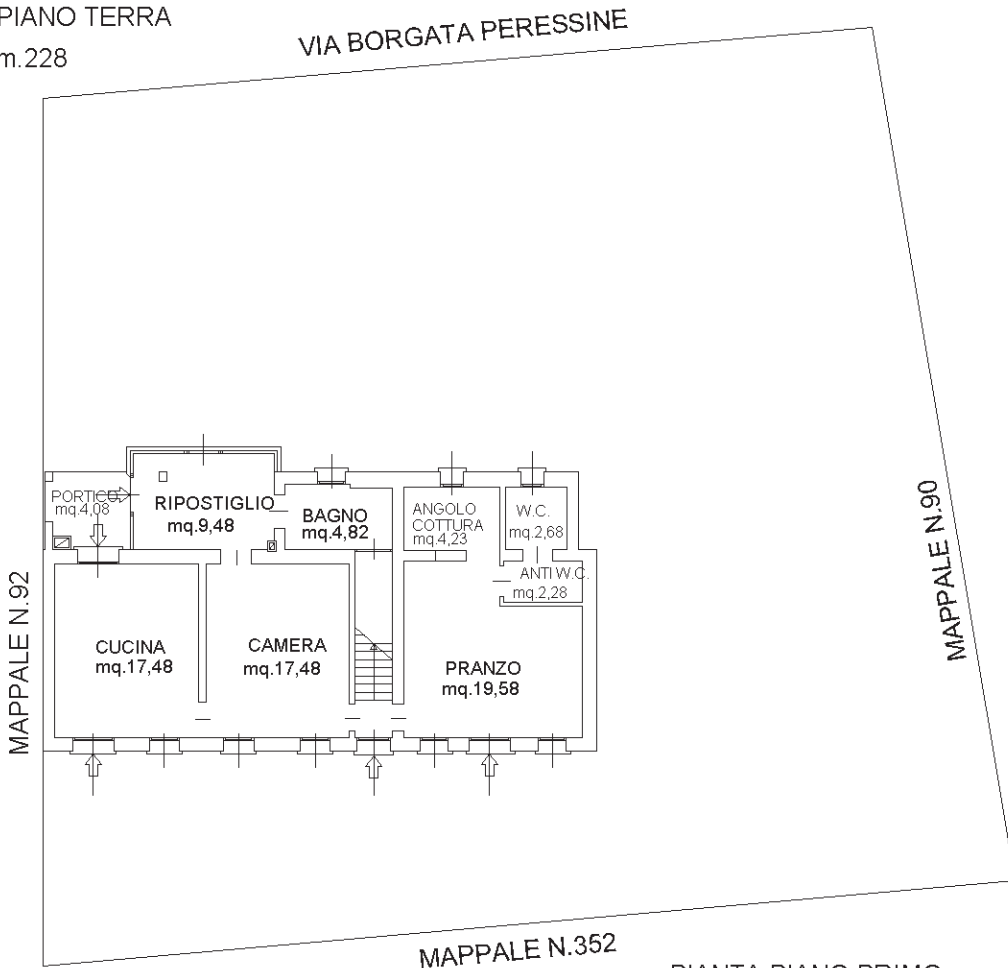 PIANO TERRA
m.228
VIA BORGATA PERESSINE
MAPPALE N.92
MAPPALE N.90
PORTICO
mq.4,08
RIPOSTIGLIO
mq.9,48
BAGNO
mq.4,82
ANGOLO
COTTURA
mq.4,23
W.C.
mq.2,68
ANTI W.C.
mq.2,28
CUCINA
mq.17,48
CAMERA
mq.17,48
PRANZO
mq.19,58
MAPPALE N.352
PIANTA PIANO PRIMO